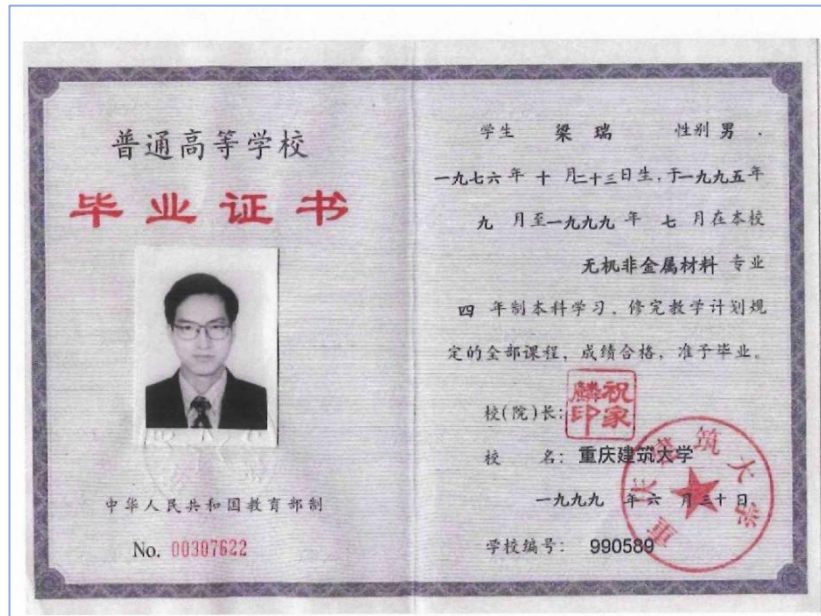 普通高等学校
毕业证书
中华人民共和国教育部制
No. 00307622
学生 梁瑞 性别 男 .
一九七六 年 十 月二十三日生,于一九九五年
九 月至一九九九 年 七 月在本校
无机非金属材料 专业
四 年制本科学习,修完教学计划规
定的全部课程,成绩合格,准予毕业。
校(院)长:
祝家麟印
校 名: 重庆建筑大学
一九九九 年六 月三十日
学校编号: 990589
重庆建筑大学